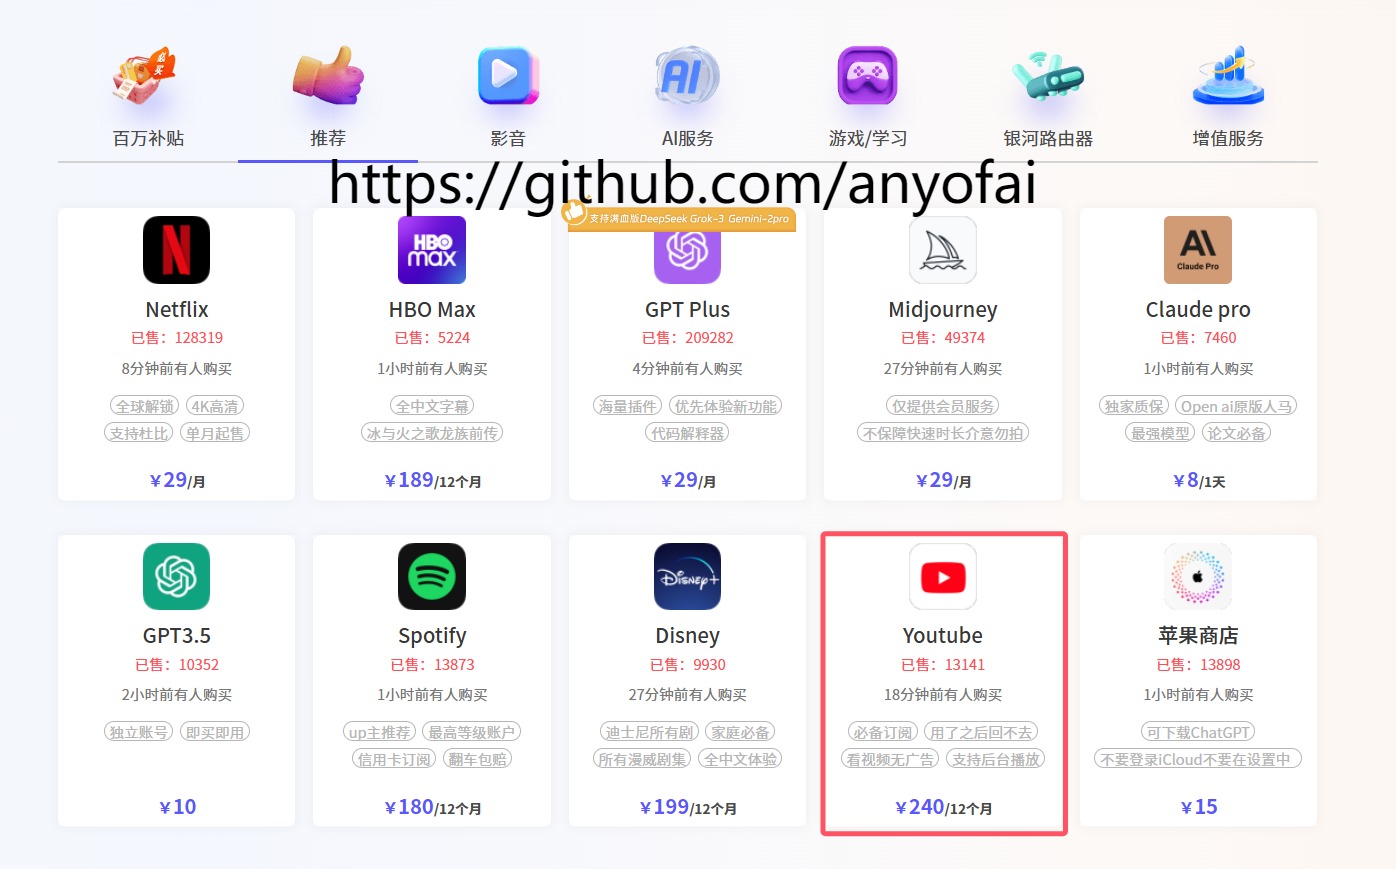 必买
AI
百万补贴
推荐
影音
AI服务
游戏/学习
银河路由器
增值服务
https://github.com/anyofai
N
HBO
max
支持满血版DeepSeek Grok-3 Gemini-2pro
AI
Claude Pro
Netflix
HBO Max
GPT Plus
Midjourney
Claude pro
已售：128319
已售：5224
已售：209282
已售：49374
已售：7460
8分钟前有人购买
1小时前有人购买
4分钟前有人购买
27分钟前有人购买
1小时前有人购买
全球解锁 4K高清
全中文字幕
海量插件 优先体验新功能
仅提供会员服务
独家质保 Open ai原版人马
支持杜比 单月起售
冰与火之歌龙族前传
代码解释器
不保障快速时长介意勿拍
最强模型 论文必备
￥29/月
￥189/12个月
￥29/月
￥29/月
￥8/1天
Disney+
GPT3.5
Spotify
Disney
Youtube
苹果商店
已售：10352
已售：13873
已售：9930
已售：13141
已售：13898
2小时前有人购买
1小时前有人购买
27分钟前有人购买
18分钟前有人购买
1小时前有人购买
独立账号 即买即用
up主推荐 最高等级账户
迪士尼所有剧 家庭必备
必备订阅 用了之后回不去
可下载ChatGPT
信用卡订阅 翻车包赔
所有漫威剧集 全中文体验
看视频无广告 支持后台播放
不要登录iCloud不要在设置中
￥10
￥180/12个月
￥199/12个月
￥240/12个月
￥15